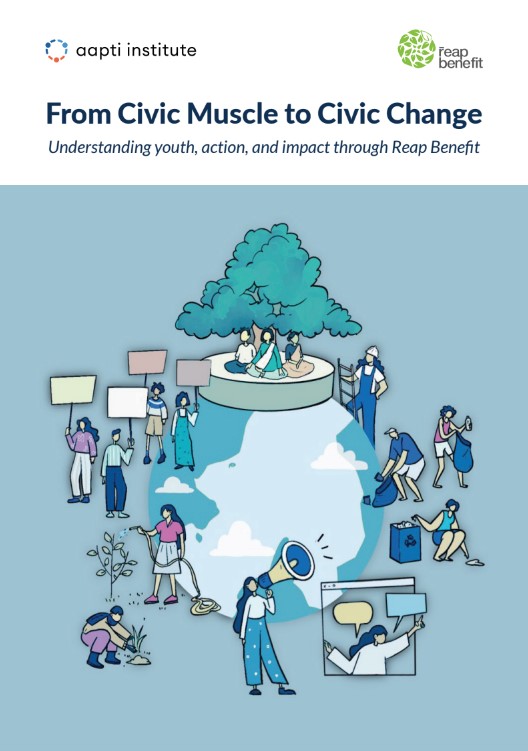 aapti institute
reap
benefit
From Civic Muscle to Civic Change
Understanding youth, action, and impact through Reap Benefit